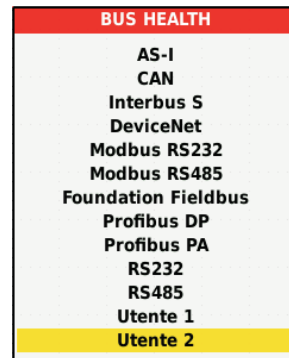 BUS HEALTH
AS-I
CAN
Interbus S
DeviceNet
Modbus RS232
Modbus RS485
Foundation Fieldbus
Profibus DP
Profibus PA
RS232
RS485
Utente 1
Utente 2